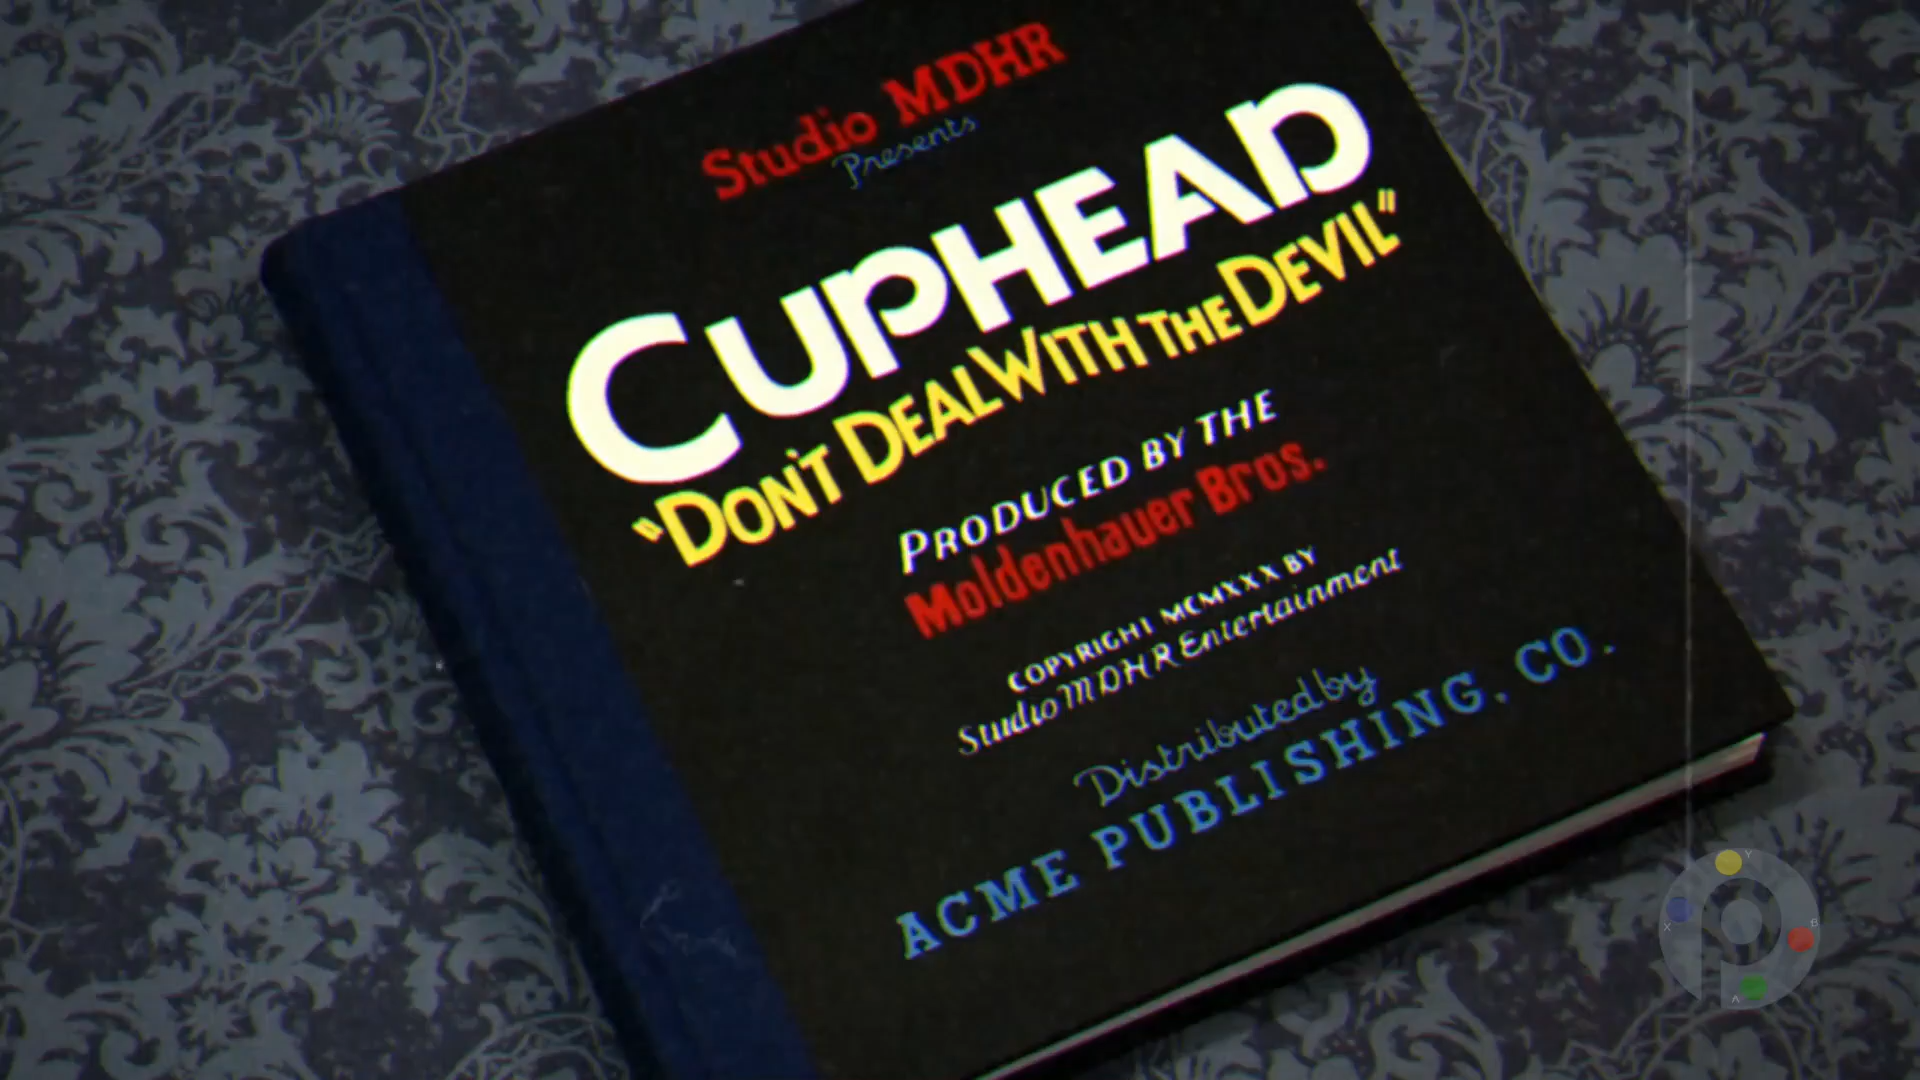 Studio MDHR
Presents
CUPHEAD
"DON'T DEAL WITH THE DEVIL"
PRODUCED BY THE
Moldenhauer Bros.
COPYRIGHT MCMXXX BY
Studio MDHR Entertainment
Distributed by
ACME PUBLISHING. CO.
Y
X
B
A